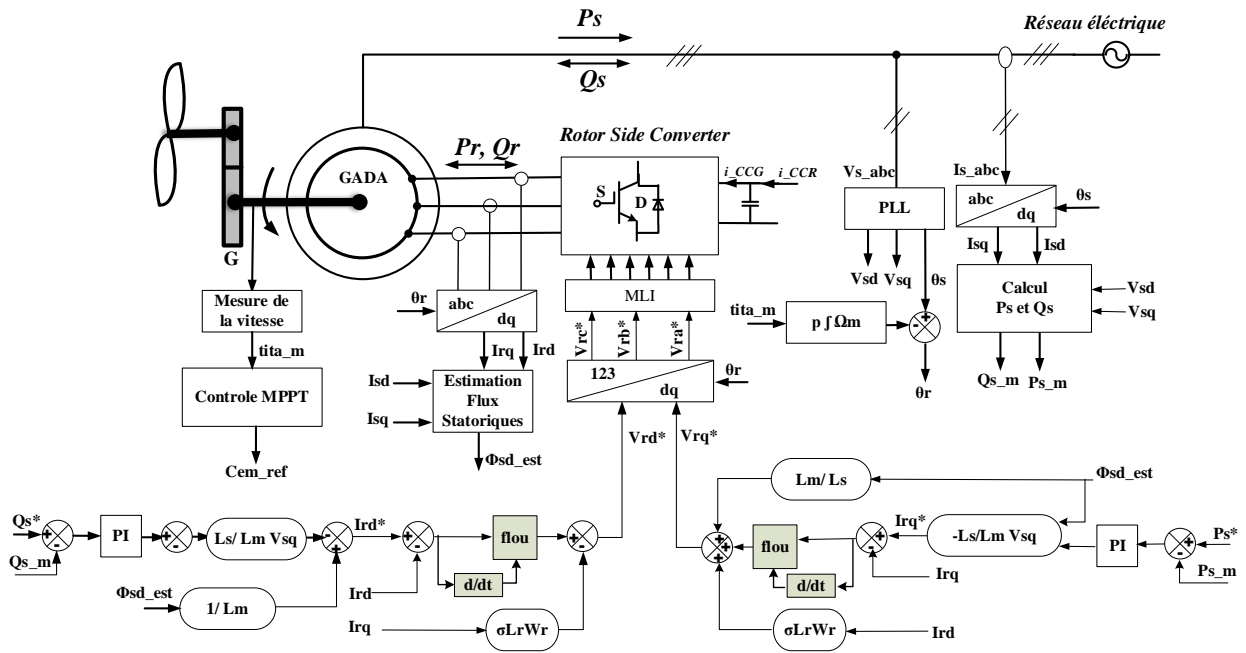 Ps
Réseau éléctrique
Qs
Rotor Side Converter
Pr, Qr
GADA
S
D
i_CCG
i_CCR
Vs_abc
Is_abc
PLL
abc
dq
θs
G
Isq
Isd
Vsd
Vsq
θs
Mesure de
la vitesse
θr
abc
dq
MLI
tita_m
p ∫ Ωm
Calcul
Ps et Qs
Vsd
Vsq
tita_m
Irq
Ird
Vrc*
Vrb*
Vra*
Controle MPPT
Isd
Isq
Estimation
Flux
Statoriques
123
dq
θr
θr
Qs_m
Ps_m
Cem_ref
Φsd_est
Vrd*
Vrq*
Lm/ Ls
Φsd_est
Qs*
Qs_m
PI
Ls/ Lm Vsq
Ird*
flou
d/dt
Irq*
flou
d/dt
-Ls/Lm Vsq
PI
Ps*
Ps_m
Φsd_est
1/ Lm
Ird
Irq
Irq
σLrWr
σLrWr
Ird